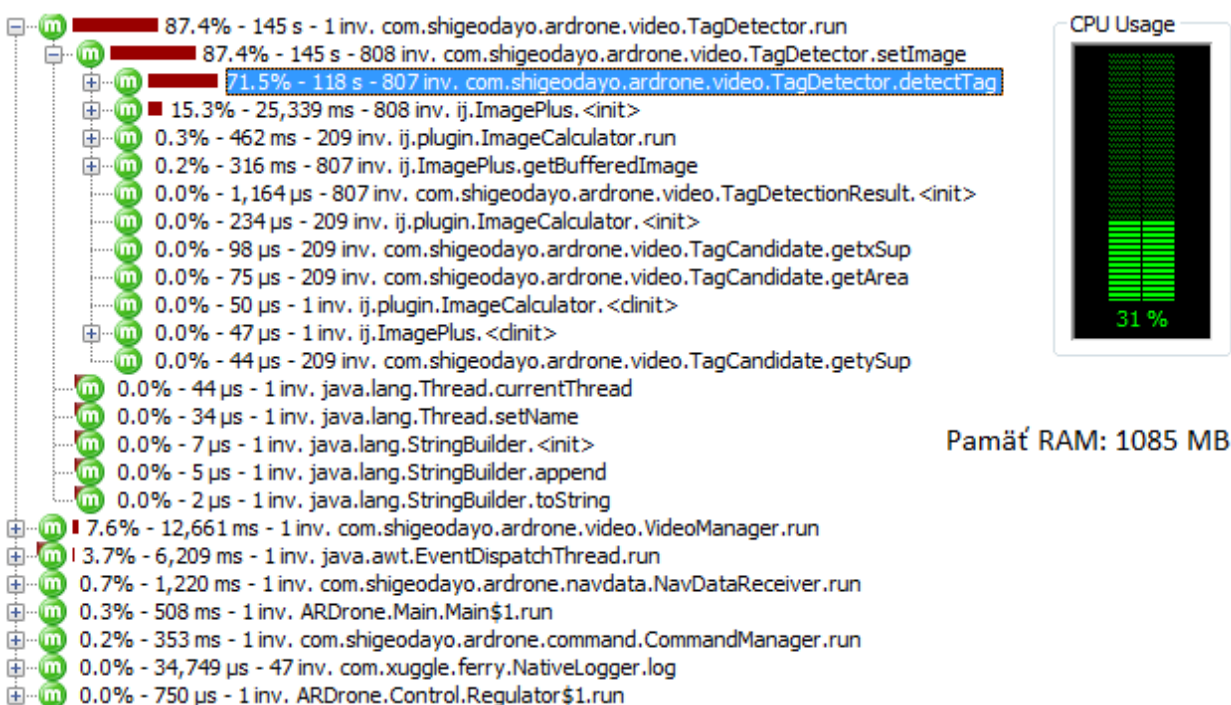 87.4% - 145 s - 1 inv. com.shigeodayo.ardrone.video.TagDetector.run
87.4% - 145 s - 808 inv. com.shigeodayo.ardrone.video.TagDetector.setImage
71.5% - 118 s - 807 inv. com.shigeodayo.ardrone.video.TagDetector.detectTag
15.3% - 25,339 ms - 808 inv. ij.ImagePlus.<init>
0.3% - 462 ms - 209 inv. ij.plugin.ImageCalculator.run
0.2% - 316 ms - 807 inv. ij.ImagePlus.getBufferedImage
0.0% - 1,164 µs - 807 inv. com.shigeodayo.ardrone.video.TagDetectionResult.<init>
0.0% - 234 µs - 209 inv. ij.plugin.ImageCalculator.<init>
0.0% - 98 µs - 209 inv. com.shigeodayo.ardrone.video.TagCandidate.getxSup
0.0% - 75 µs - 209 inv. com.shigeodayo.ardrone.video.TagCandidate.getArea
0.0% - 50 µs - 1 inv. ij.plugin.ImageCalculator.<clinit>
0.0% - 47 µs - 1 inv. ij.ImagePlus.<clinit>
0.0% - 44 µs - 209 inv. com.shigeodayo.ardrone.video.TagCandidate.getySup
0.0% - 44 µs - 1 inv. java.lang.Thread.currentThread
0.0% - 34 µs - 1 inv. java.lang.Thread.setName
0.0% - 7 µs - 1 inv. java.lang.StringBuilder.<init>
0.0% - 5 µs - 1 inv. java.lang.StringBuilder.append
0.0% - 2 µs - 1 inv. java.lang.StringBuilder.toString
7.6% - 12,661 ms - 1 inv. com.shigeodayo.ardrone.video.VideoManager.run
3.7% - 6,209 ms - 1 inv. java.awt.EventDispatchThread.run
0.7% - 1,220 ms - 1 inv. com.shigeodayo.ardrone.navdata.NavDataReceiver.run
0.3% - 508 ms - 1 inv. ARDrone.Main.Main$1.run
0.2% - 353 ms - 1 inv. com.shigeodayo.ardrone.command.CommandManager.run
0.0% - 34,749 µs - 47 inv. com.xuggle.ferry.NativeLogger.log
0.0% - 750 µs - 1 inv. ARDrone.Control.Regulator$1.run
CPU Usage
31 %
Pamäť RAM: 1085 MB